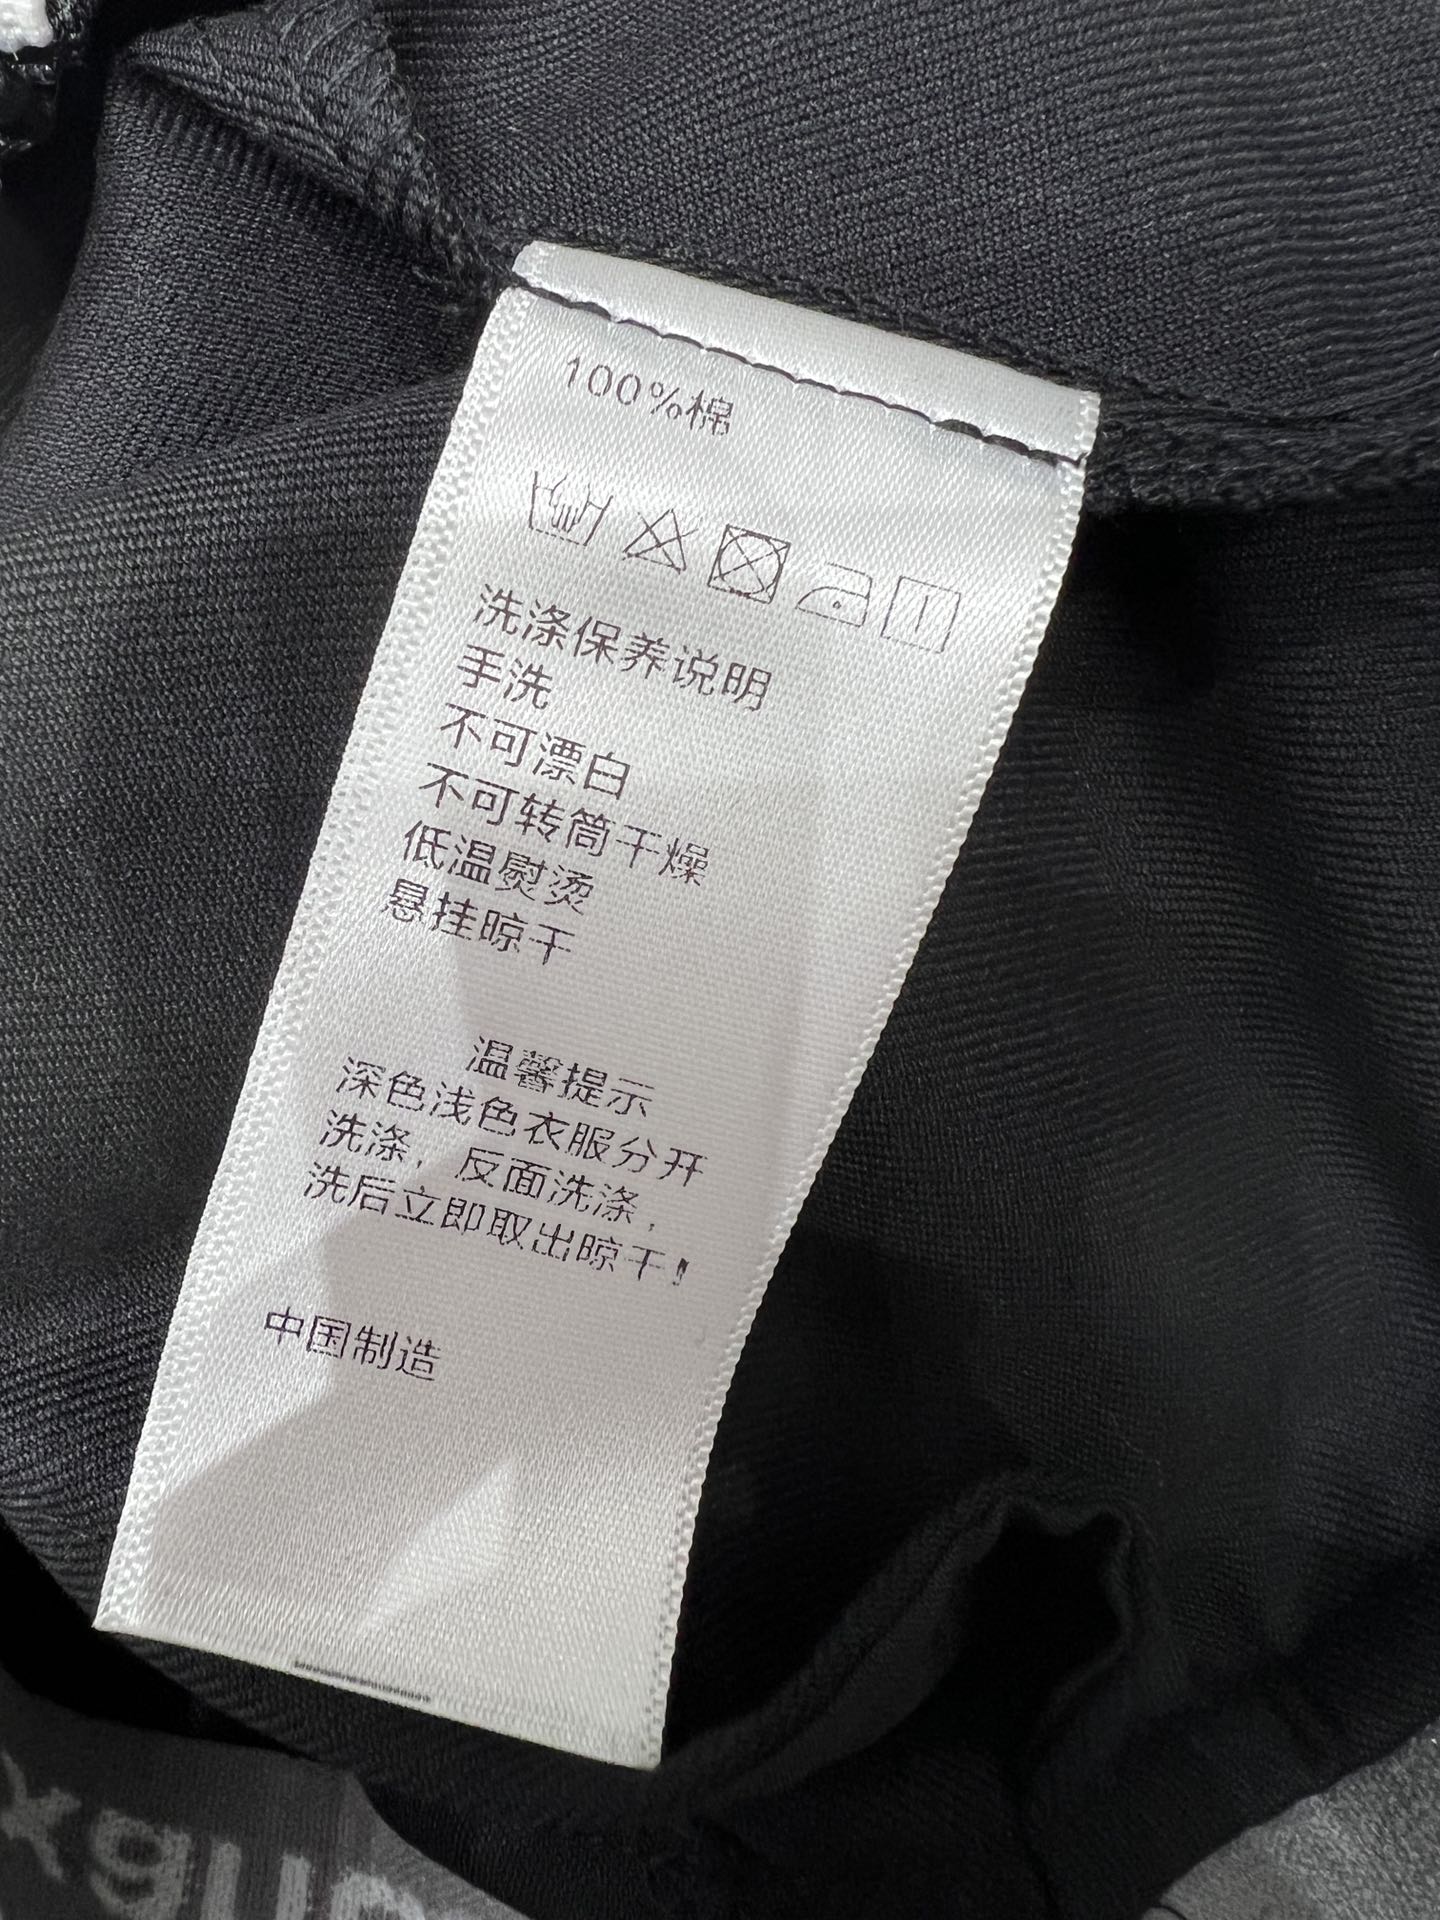 100%棉
洗涤保养说明
手洗
不可漂白
不可转筒干燥
低温熨烫
悬挂晾干
温馨提示
深色浅色衣服分开
洗涤，反面洗涤，
洗后立即取出晾干!
中国制造